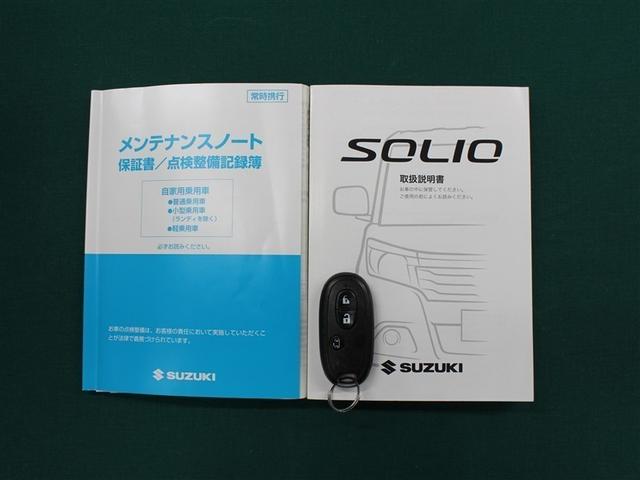 常時携行
メンテナンスノート
保証書／点検整備記録簿
自家用乗用車
●普通乗用車
●小型乗用車
（ランディを除く）
●軽乗用車
必ずお読みください。
お車の点検整備は、お客様の責任において実施していただくこ
とが法律で義務づけられています。
SUZUKI
SOLIO
取扱説明書
お車の中に保管してください。
ご使用の前によくお読みください。
SUZUKI